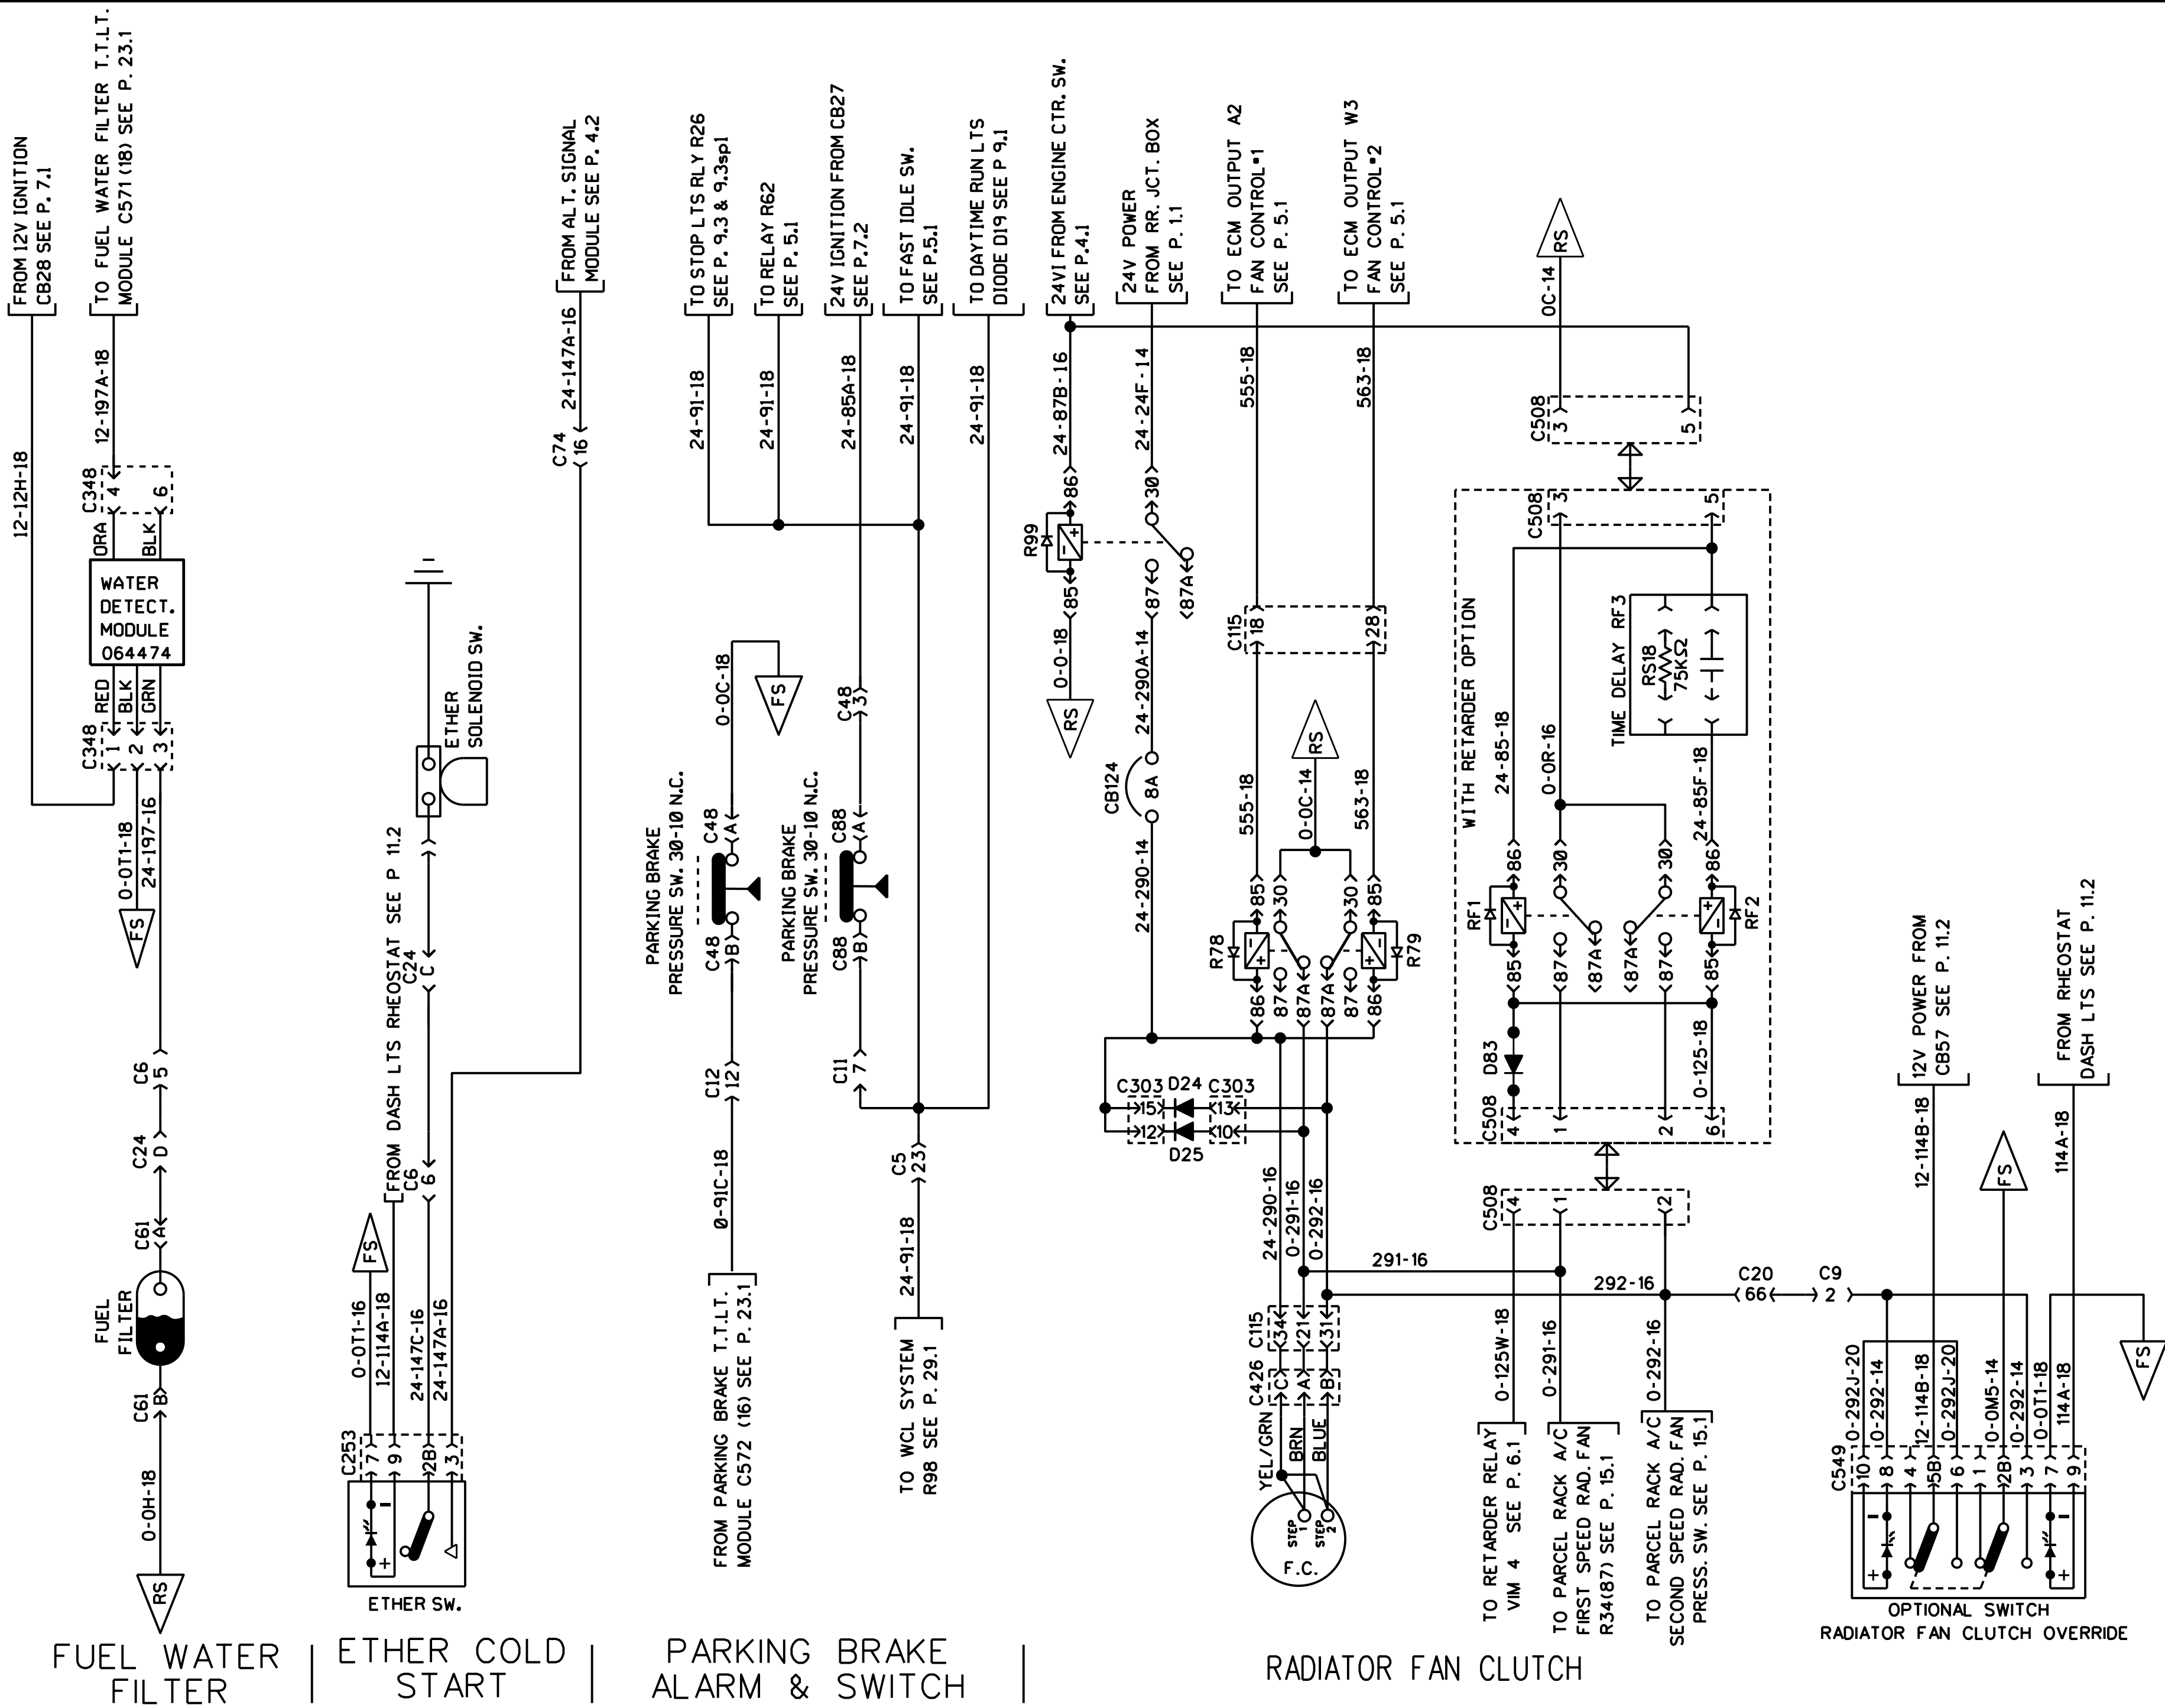 FROM 12V IGNITION
CB28 SEE P. 7.1
12-12H-18
TO FUEL WATER FILTER T.T.L.T.
MODULE C571 (18) SEE P. 23.1
12-197A-18
C348
4
6
ORA
BLK
WATER
DETECT.
MODULE
064474
RED
BLK
GRN
C348
1
2
3
0-0T1-18
24-197-16
FS
C6
5
C24
D
C61
A
FUEL
FILTER
C61
B
0-0H-18
RS
FUEL WATER
FILTER
FROM ALT. SIGNAL
MODULE SEE P. 4.2
24-147A-16
C74
16
ETHER
SOLENOID SW.
C24
C
FROM DASH LTS RHEOSTAT SEE P 11.2
C6
6
FS
0-0T1-16
12-114A-18
24-147C-16
24-147A-16
C253
7
9
2B
3
-
+
ETHER SW.
ETHER COLD
START
TO STOP LTS RLY R26
SEE P. 9.3 & 9.3sp1
24-91-18
TO RELAY R62
SEE P. 5.1
24-91-18
24V IGNITION FROM CB27
SEE P.7.2
24-85A-18
TO FAST IDLE SW.
SEE P.5.1
24-91-18
TO DAYTIME RUN LTS
DIODE D19 SEE P 9.1
24-91-18
0-0C-18
FS
C48
3
PARKING BRAKE
PRESSURE SW. 30-10 N.C.
C48
A
C48
B
PARKING BRAKE
PRESSURE SW. 30-10 N.C.
C88
A
C88
B
C12
12
C11
7
0-91C-18
C5
23
24-91-18
FROM PARKING BRAKE T.T.L.T.
MODULE C572 (16) SEE P. 23.1
TO WCL SYSTEM
R98 SEE P. 29.1
PARKING BRAKE
ALARM & SWITCH
24VI FROM ENGINE CTR. SW.
SEE P.4.1
24-87B-16
24V POWER
FROM RR. JCT. BOX
SEE P. 1.1
24-24F-14
TO ECM OUTPUT A2
FAN CONTROL#1
SEE P. 5.1
555-18
TO ECM OUTPUT W3
FAN CONTROL#2
SEE P. 5.1
563-18
R99
86
- +
85
30
87
87A
0-0-18
RS
24-290A-14
CB124
8A
24-290-14
C115
18
28
555-18
RS
0-0C-14
563-18
R78
85
- +
86
30
87
87A
30
87A
87
85
- +
86
R79
C303
15
12
D24
D25
C303
13
10
24-290-16
0-291-16
0-292-16
291-16
292-16
C115
34
21
31
C426
C
A
B
YEL/GRN
BRN
BLUE
STEP
1
STEP
2
F.C.
RS
0C-14
C508
3
5
C508
3
5
WITH RETARDER OPTION
24-85-18
0-0R-16
TIME DELAY RF3
RS18
75KΩ
24-85F-18
RF1
86
- +
85
30
87
87A
30
87A
87
86
- +
85
RF2
D83
0-125-18
C508
4
1
2
6
C508
4
1
2
0-125W-18
0-291-16
0-292-16
TO RETARDER RELAY
VIM 4 SEE P. 6.1
TO PARCEL RACK A/C
FIRST SPEED RAD. FAN
R34(87) SEE P. 15.1
TO PARCEL RACK A/C
SECOND SPEED RAD. FAN
PRESS. SW. SEE P. 15.1
C20
66
C9
2
12V POWER FROM
CB57 SEE P. 11.2
12-114B-18
FS
FROM RHEOSTAT
DASH LTS SEE P. 11.2
114A-18
FS
0-292J-20
0-292-14
12-114B-18
0-292J-20
0-0M5-14
0-292-14
0-0T1-18
114A-18
C549
10
8
4
5B
6
1
2B
3
7
9
-
+
-
+
OPTIONAL SWITCH
RADIATOR FAN CLUTCH OVERRIDE
RADIATOR FAN CLUTCH